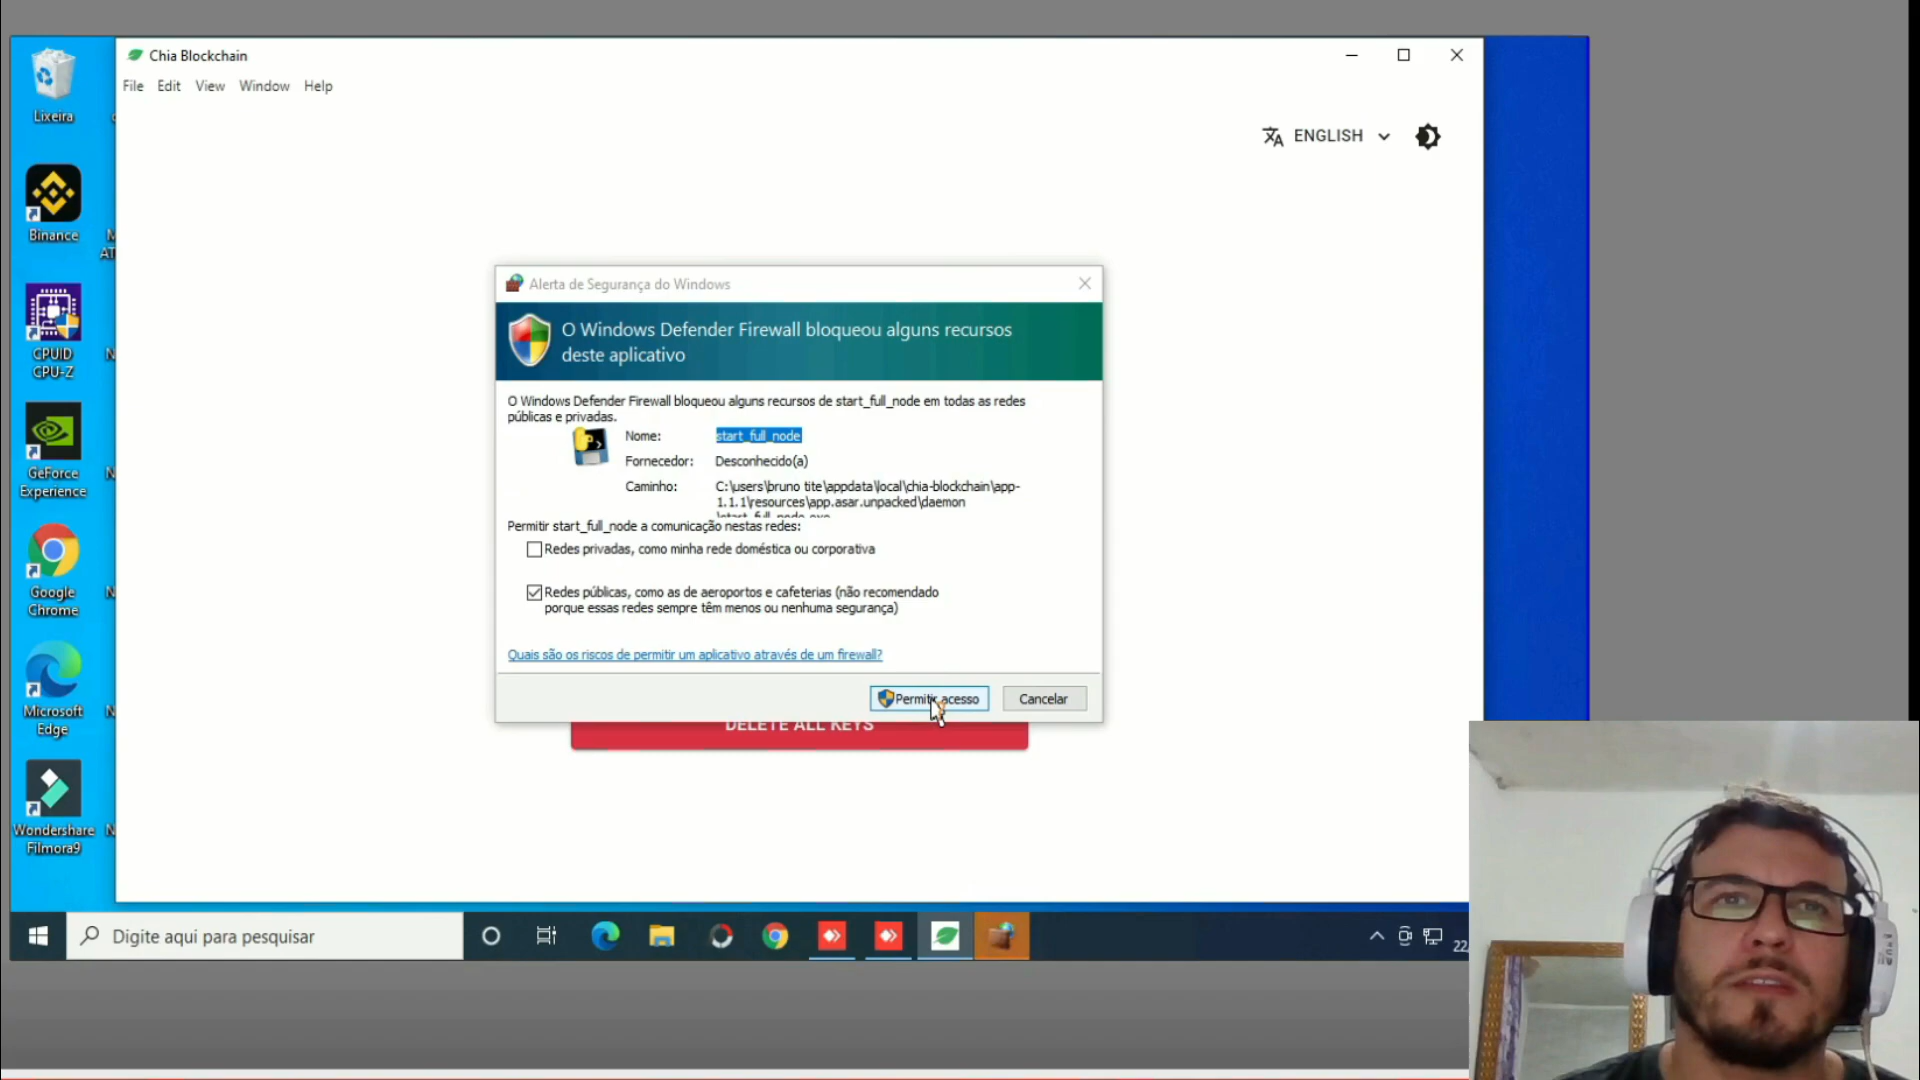 Chia Blockchain
File Edit View Window Help
ENGLISH
Lixeira
Binance
CPUID
CPU-Z
GeForce
Experience
Google
Chrome
Microsoft
Edge
Wondershare
Filmora9
Alerta de Segurança do Windows
O Windows Defender Firewall bloqueou alguns recursos
deste aplicativo
O Windows Defender Firewall bloqueou alguns recursos de start_full_node em todas as redes
públicas e privadas.
Nome: start_full_node
Fornecedor: Desconhecido(a)
Caminho: C:\users\bruno tite\appdata\local\chia-blockchain\app-
1.1.1\resources\app.asar.unpacked\daemon
\start_full_node.exe
Permitir start_full_node a comunicação nestas redes:
Redes privadas, como minha rede doméstica ou corporativa
Redes públicas, como as de aeroportos e cafeterias (não recomendado
porque essas redes sempre têm menos ou nenhuma segurança)
Quais são os riscos de permitir um aplicativo através de um firewall?
Permitir acesso Cancelar
DELETE ALL KEYS
Digite aqui para pesquisar
22